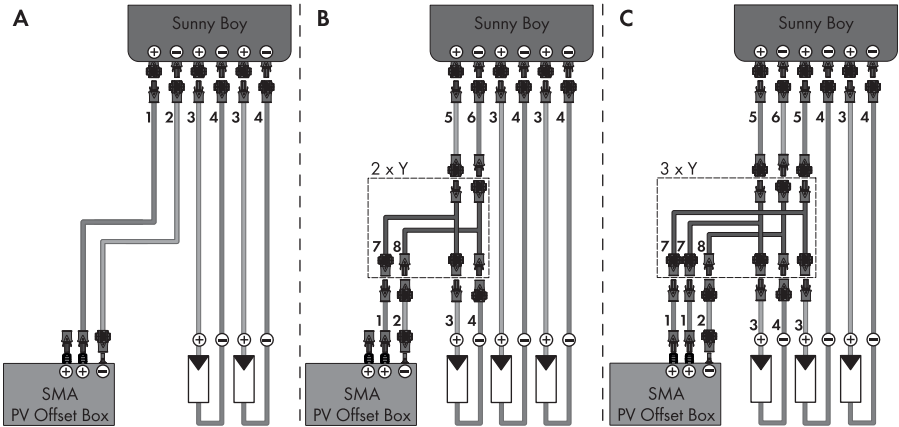 A
Sunny Boy
+ − + − + −
1 2 3 4 3 4
+ − + −
+ + −
SMA
PV Offset Box
B
Sunny Boy
+ − + − + −
5 6 3 4 3 4
2 x Y
7 8
1 2 3 4
+ − + − + −
+ + −
SMA
PV Offset Box
C
Sunny Boy
+ − + − + −
5 6 5 4 3 4
3 x Y
7 7 8
1 1 2 3 4 3
+ − + − + −
+ + −
SMA
PV Offset Box